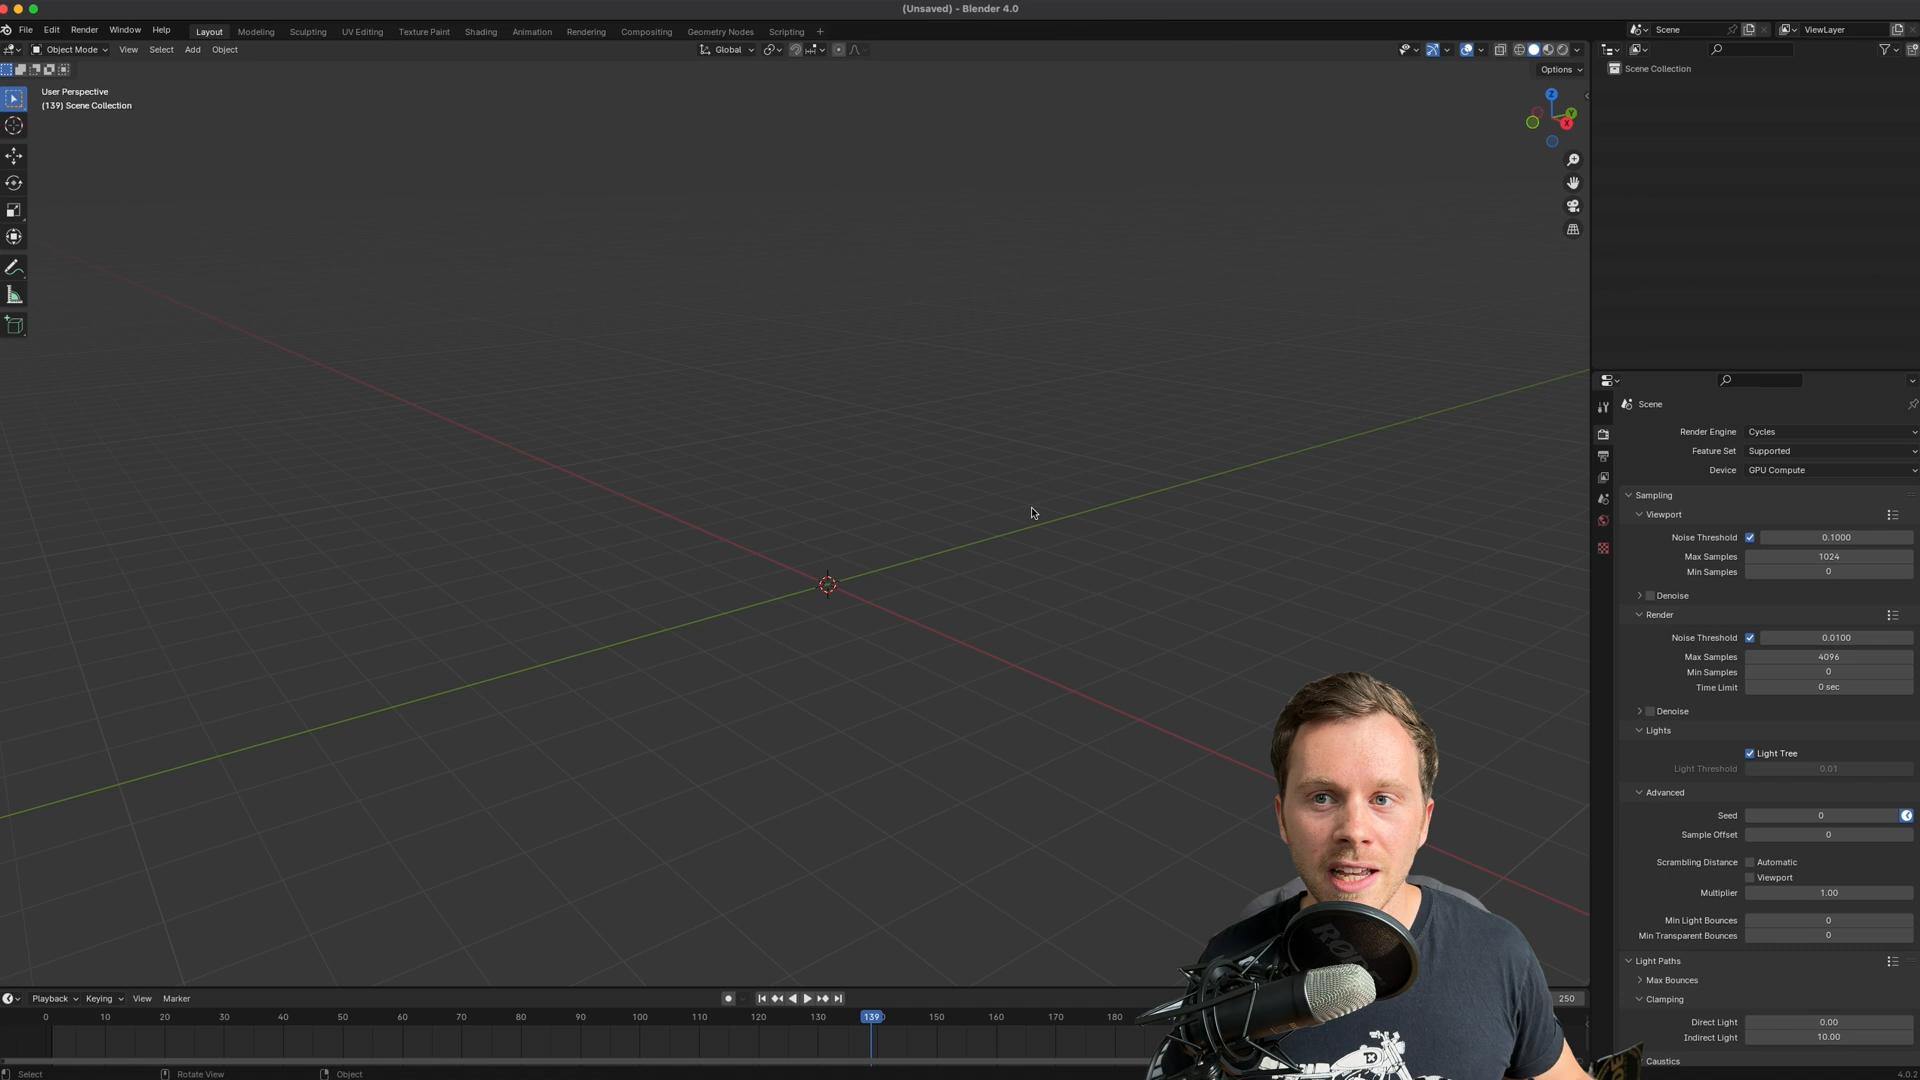 (Unsaved) - Blender 4.0
File Edit Render Window Help Layout Modeling Sculpting UV Editing Texture Paint Shading Animation Rendering Compositing Geometry Nodes Scripting + Scene ViewLayer
Object Mode View Select Add Object Global
Options
User Perspective
(139) Scene Collection
Z
Y
X
Scene Collection
Scene
Render Engine Cycles
Feature Set Supported
Device GPU Compute
Sampling
Viewport
Noise Threshold 0.1000
Max Samples 1024
Min Samples 0
Denoise
Render
Noise Threshold 0.0100
Max Samples 4096
Min Samples 0
Time Limit 0 sec
Denoise
Lights
Light Tree
Light Threshold 0.01
Advanced
Seed 0
Sample Offset 0
Scrambling Distance Automatic
Viewport
Multiplier 1.00
Min Light Bounces 0
Min Transparent Bounces 0
Light Paths
Max Bounces
Clamping
Direct Light 0.00
Indirect Light 10.00
Caustics
Playback Keying View Marker 250
0 10 20 30 40 50 60 70 80 90 100 110 120 130 139 150 160 170 180
Select Rotate View Object 4.0.2